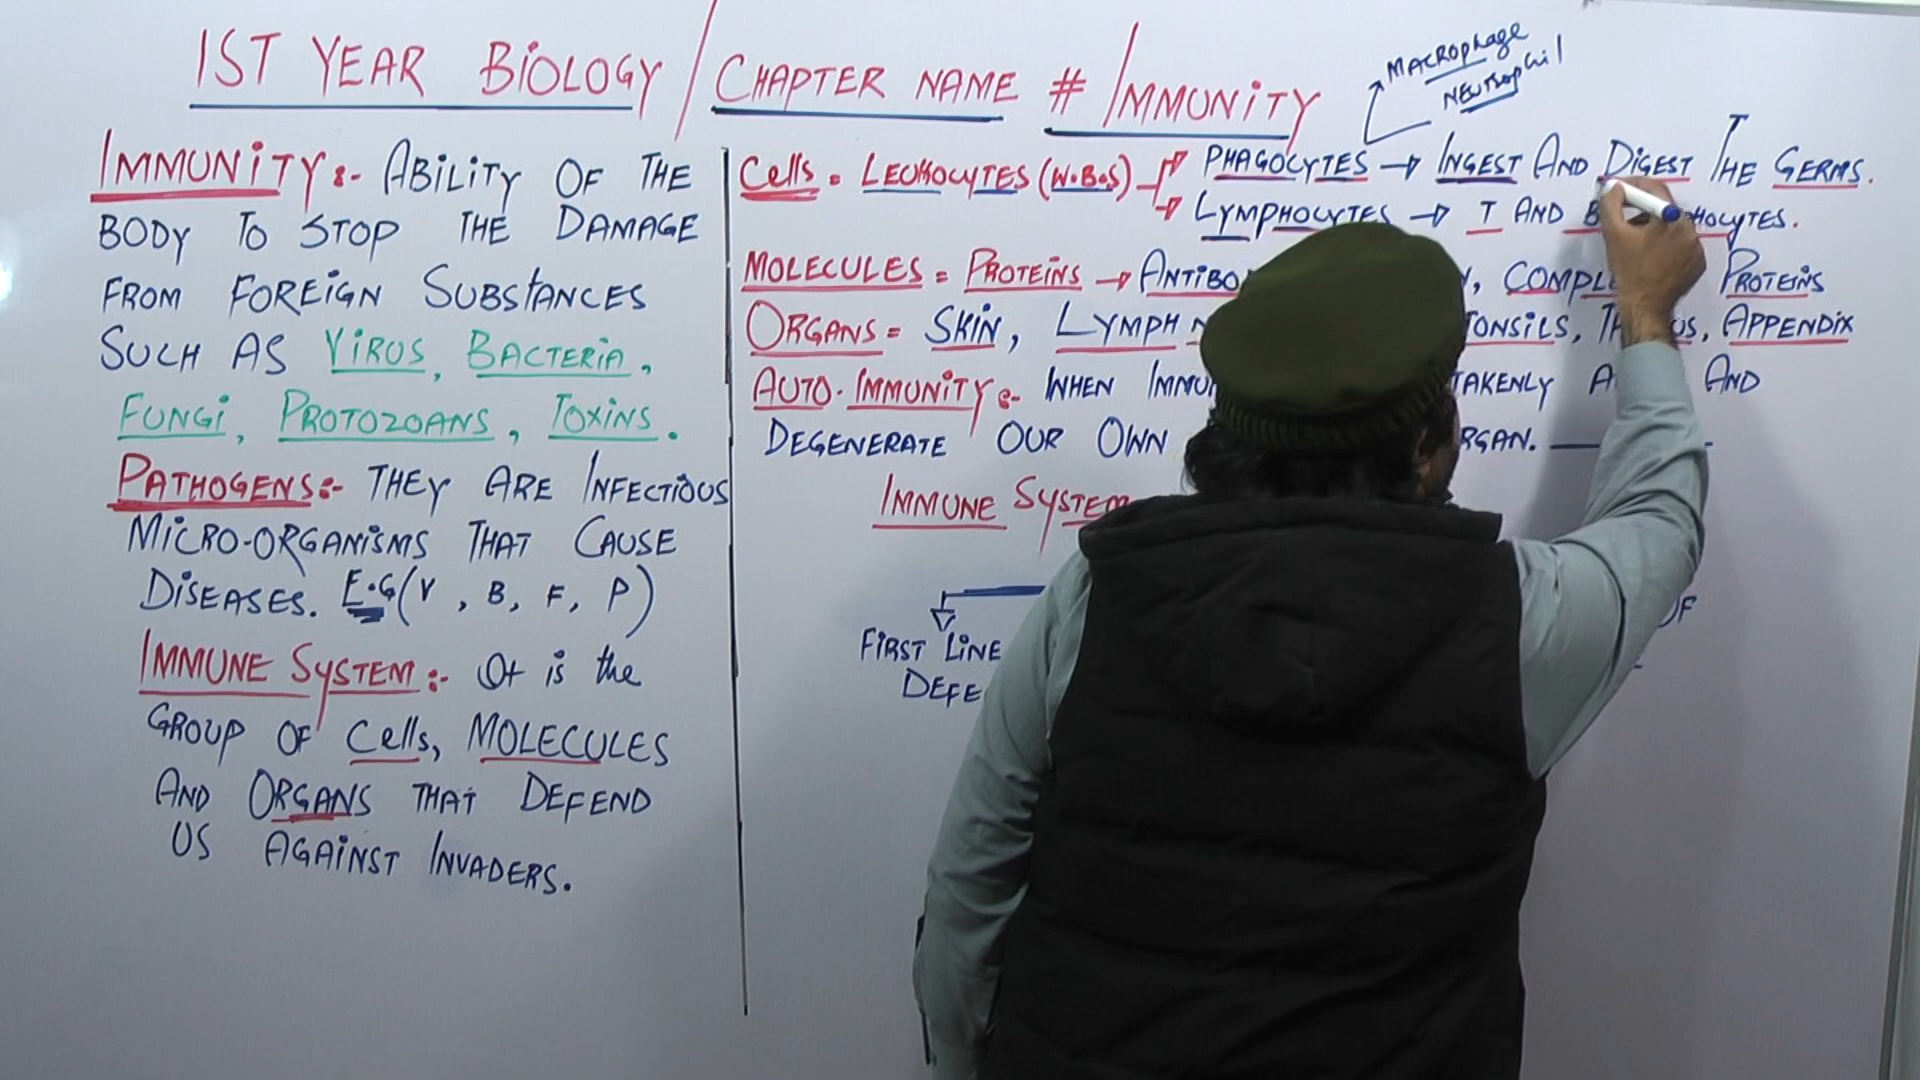 1ST YEAR BIOLOGY / CHAPTER NAME # IMMUNITY
MACROPHAGE
NEUTROPHIL
IMMUNITY:- ABILITY OF THE
BODY TO STOP THE DAMAGE
FROM FOREIGN SUBSTANCES
SUCH AS VIRUS, BACTERIA,
FUNGI, PROTOZOANS, TOXINS.
PATHOGENS:- THEY ARE INFECTIOUS
MICRO-ORGANISMS THAT CAUSE
DISEASES. E.G (V, B, F, P)
IMMUNE SYSTEM:- It is the
GROUP OF Cells, MOLECULES
AND ORGANS THAT DEFEND
US AGAINST INVADERS.
T
Cells = LEUKOCYTES (W.B.S) → PHAGOCYTES → INGEST AND DIGEST THE GERMS.
→ LYMPHOCYTES → T AND B
MOLECULES = PROTEINS → PROTEINS
ORGANS = SKIN, LYMPH TONSILS, APPENDIX
AUTO-IMMUNITY:- WHEN AND
DEGENERATE OUR OWN
IMMUNE SYSTEM
FIRST LINE
OF